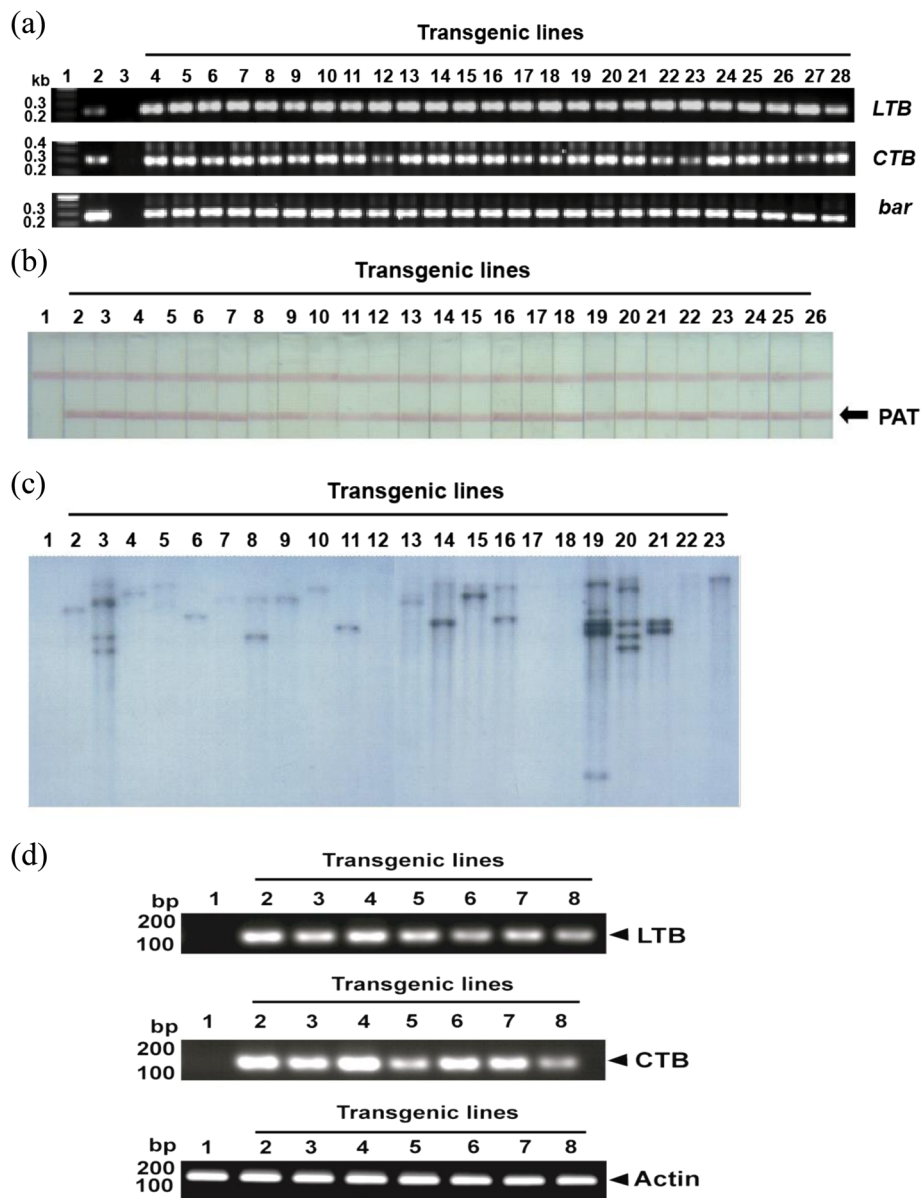 (a)
Transgenic lines
kb 1 2 3 4 5 6 7 8 9 10 11 12 13 14 15 16 17 18 19 20 21 22 23 24 25 26 27 28
0.3
0.2
LTB
0.4
0.3
0.2
CTB
0.3
0.2
bar
(b)
Transgenic lines
1 2 3 4 5 6 7 8 9 10 11 12 13 14 15 16 17 18 19 20 21 22 23 24 25 26
PAT
(c)
Transgenic lines
1 2 3 4 5 6 7 8 9 10 11 12 13 14 15 16 17 18 19 20 21 22 23
(d)
Transgenic lines
bp 1 2 3 4 5 6 7 8
200
100
LTB
Transgenic lines
bp 1 2 3 4 5 6 7 8
200
100
CTB
Transgenic lines
bp 1 2 3 4 5 6 7 8
200
100
Actin